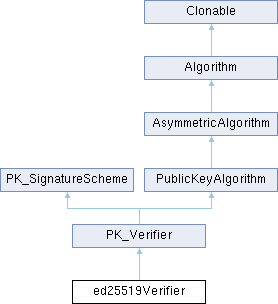 Clonable
Algorithm
AsymmetricAlgorithm
PK_SignatureScheme PublicKeyAlgorithm
PK_Verifier
ed25519Verifier